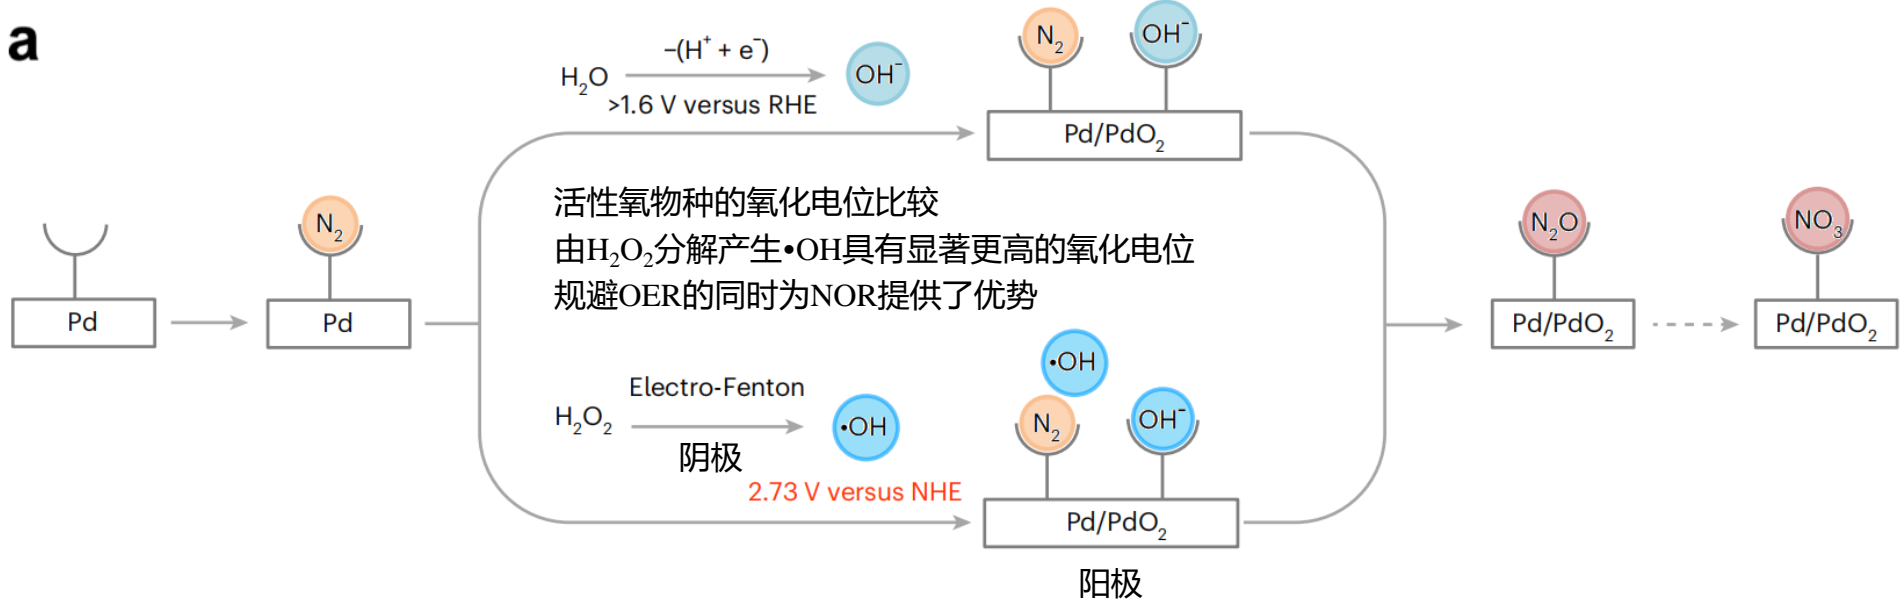 a
Pd
N₂
Pd
H₂O
−(H⁺ + e⁻)
>1.6 V versus RHE
OH⁻
N₂
OH⁻
Pd/PdO₂
活性氧物种的氧化电位比较
由H₂O₂分解产生•OH具有显著更高的氧化电位
规避OER的同时为NOR提供了优势
H₂O₂
Electro-Fenton
阴极
•OH
2.73 V versus NHE
•OH
N₂
OH⁻
Pd/PdO₂
阳极
N₂O
Pd/PdO₂
NO₃
Pd/PdO₂